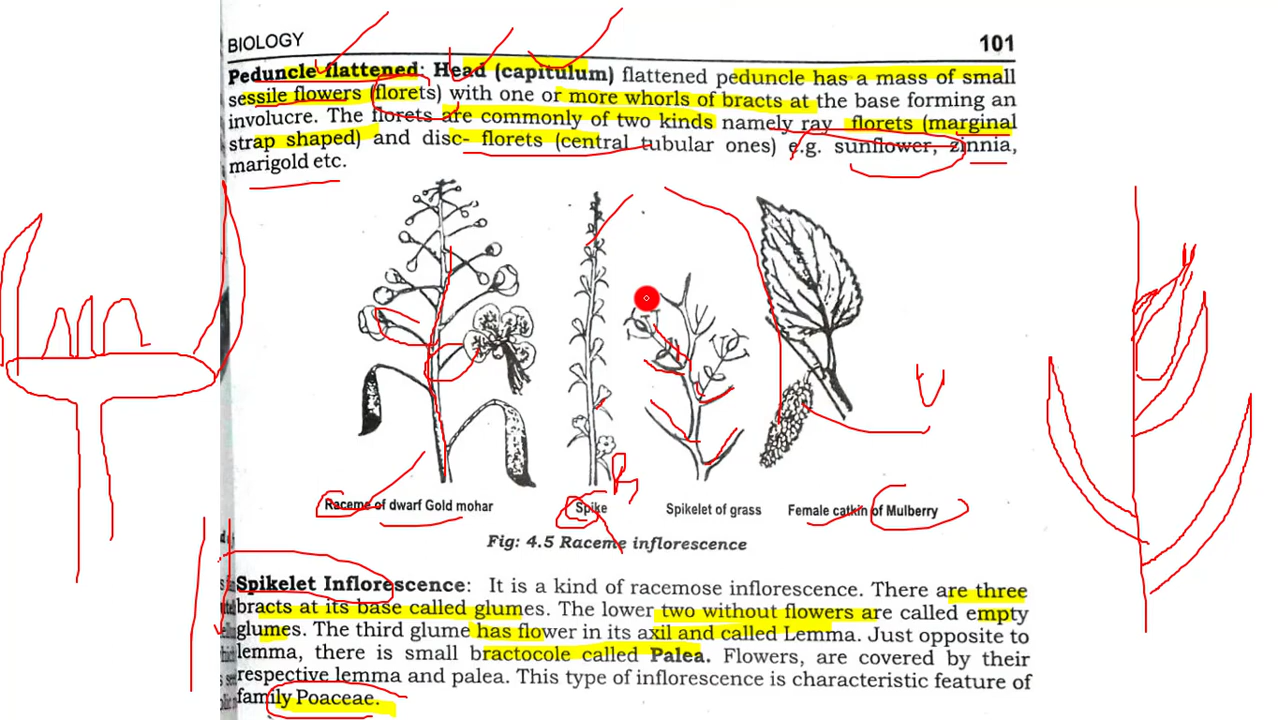 BIOLOGY 101
Peduncle flattened: Head (capitulum) flattened peduncle has a mass of small
sessile flowers (florets) with one or more whorls of bracts at the base forming an
involucre. The florets are commonly of two kinds namely ray florets (marginal
strap shaped) and disc- florets (central tubular ones) e.g. sunflower, zinnia,
marigold etc.
Raceme of dwarf Gold mohar Spike Spikelet of grass Female catkin of Mulberry
Fig: 4.5 Raceme inflorescence
Spikelet Inflorescence: It is a kind of racemose inflorescence. There are three
bracts at its base called glumes. The lower two without flowers are called empty
glumes. The third glume has flower in its axil and called Lemma. Just opposite to
lemma, there is small bractocole called Palea. Flowers, are covered by their
respective lemma and palea. This type of inflorescence is characteristic feature of
family Poaceae.